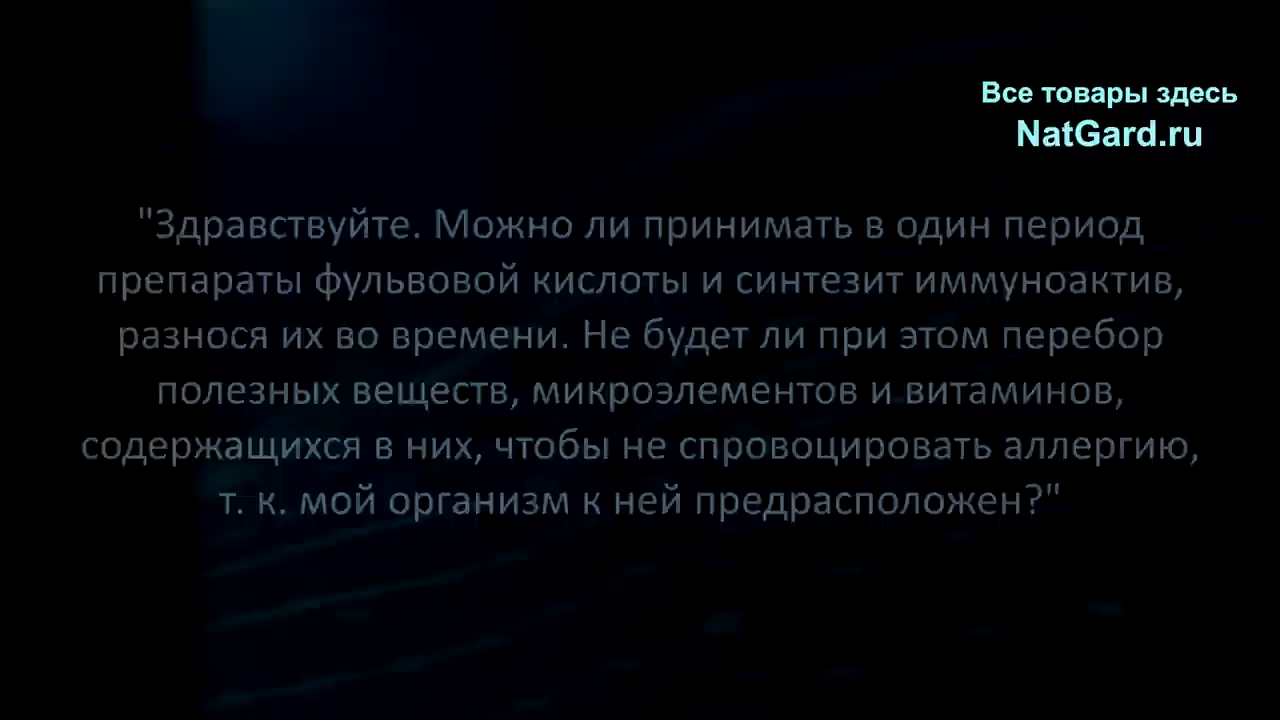 Все товары здесь
NatGard.ru
"Здравствуйте. Можно ли принимать в один период
препараты фульвовой кислоты и синтезит иммуноактив,
разнося их во времени. Не будет ли при этом перебор
полезных веществ, микроэлементов и витаминов,
содержащихся в них, чтобы не спровоцировать аллергию,
т. к. мой организм к ней предрасположен?"